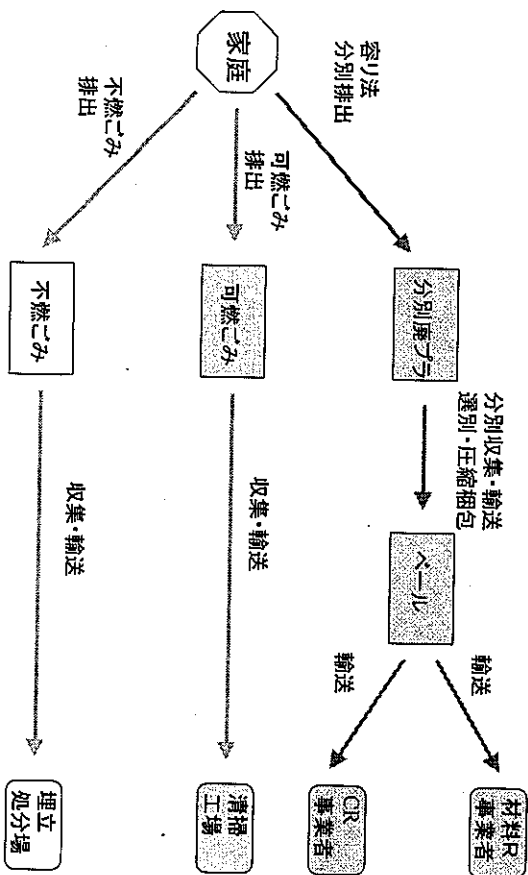 家庭
容リ法
分別排出
可燃ごみ
排出
不燃ごみ
排出
分別廃プラ
可燃ごみ
不燃ごみ
分別収集・輸送
選別・圧縮梱包
収集・輸送
収集・輸送
ベール
輸送
輸送
材料R
事業者
CR
事業者
清掃
工場
埋立
処分場